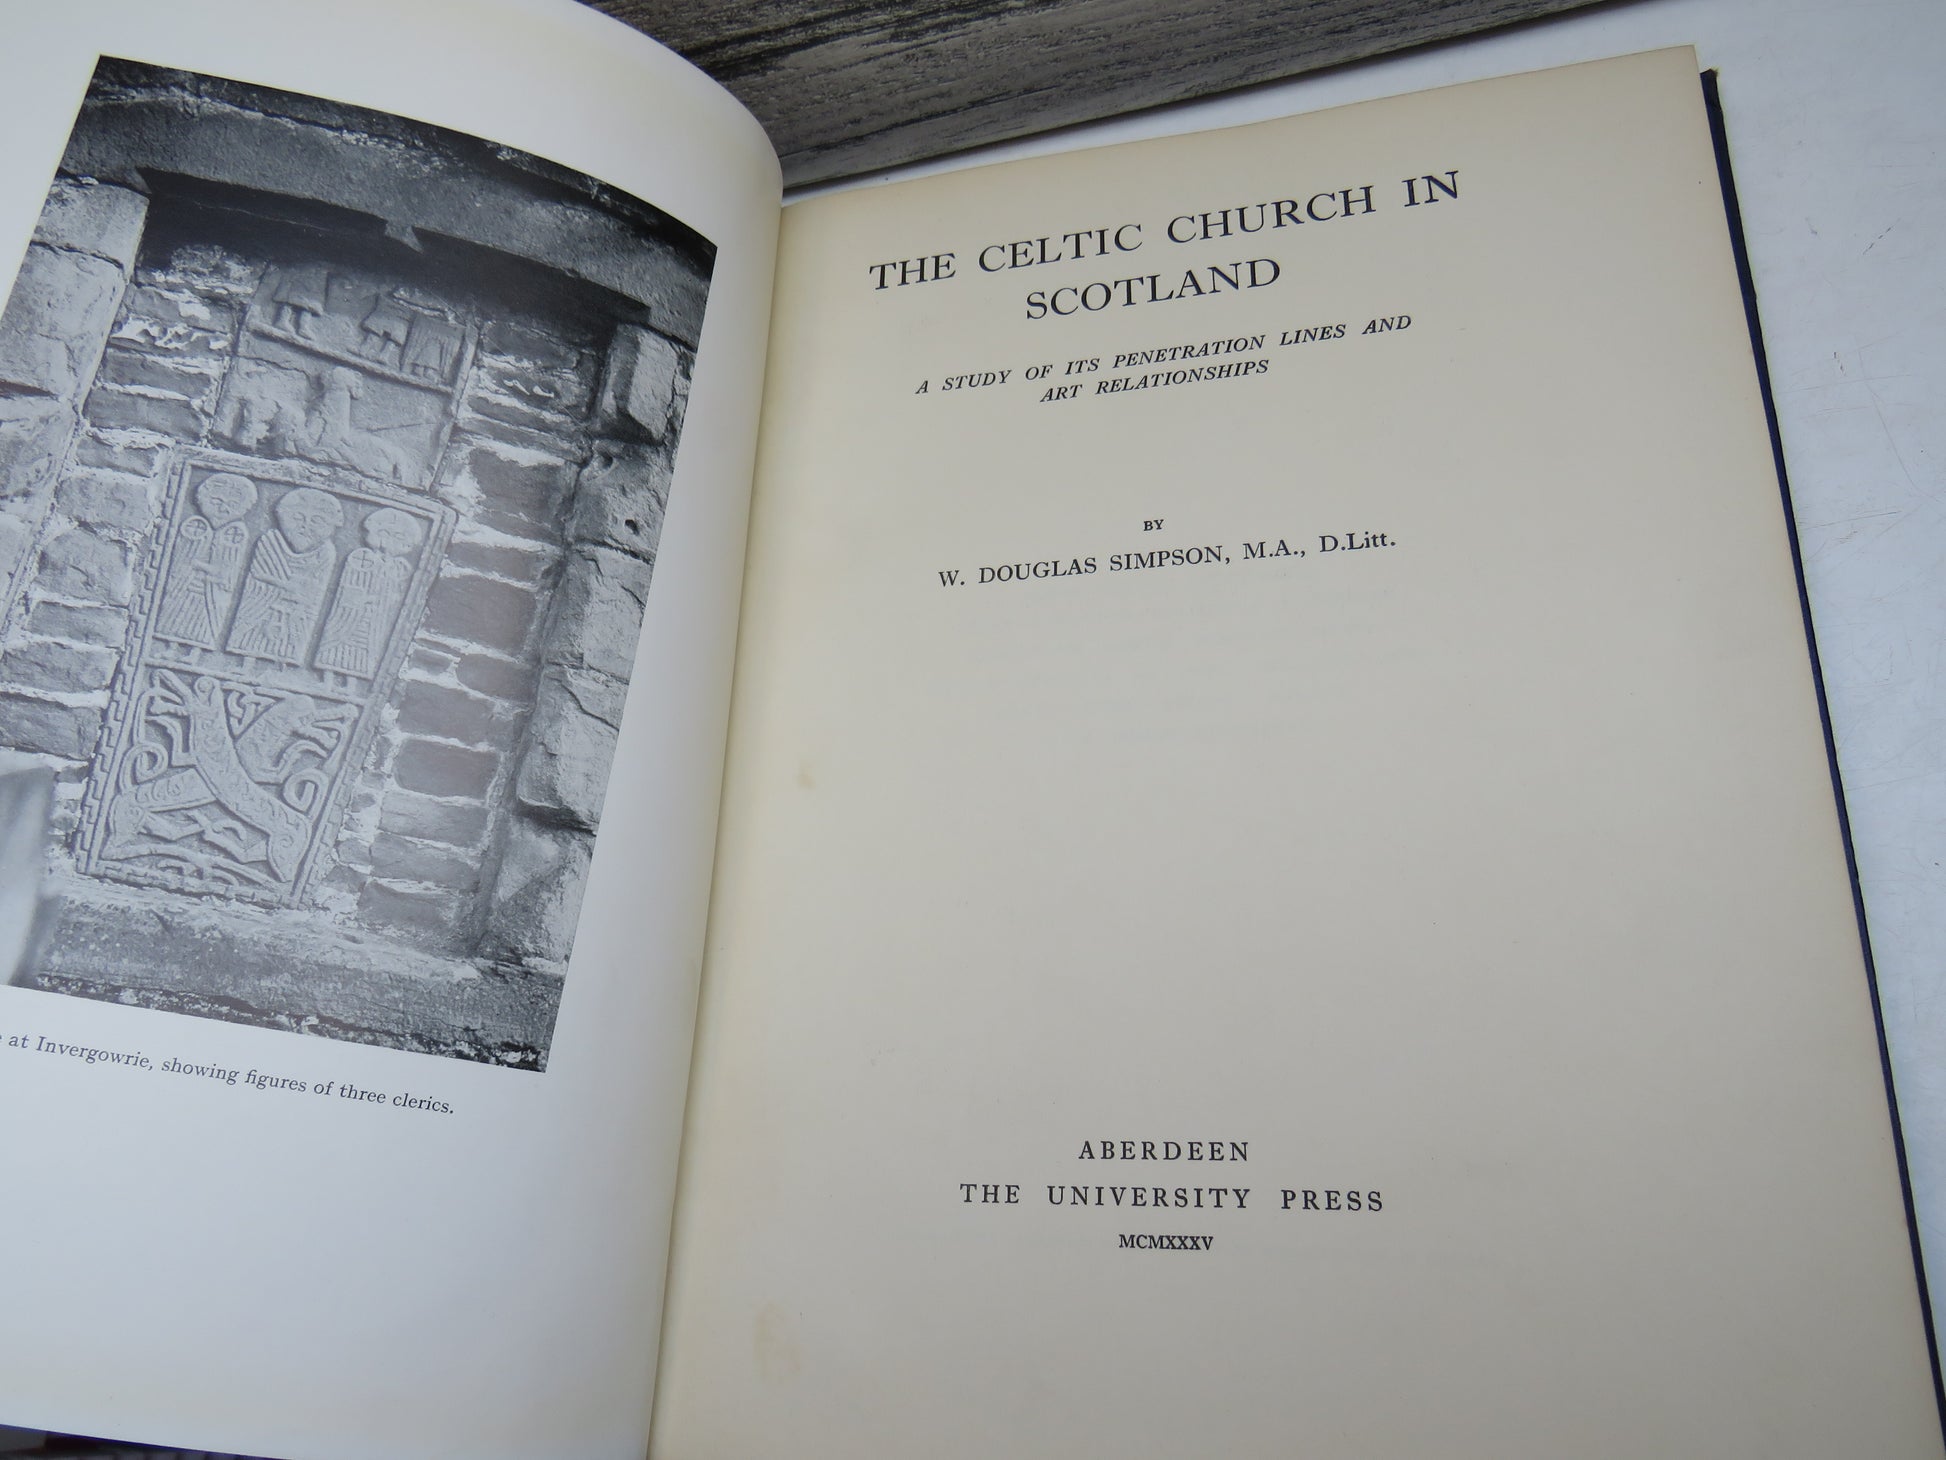 at Invergowrie, showing figures of three clerics.
THE CELTIC CHURCH IN
SCOTLAND
A STUDY OF ITS PENETRATION LINES AND
ART RELATIONSHIPS
BY
W. DOUGLAS SIMPSON, M.A., D.Litt.
ABERDEEN
THE UNIVERSITY PRESS
MCMXXXV